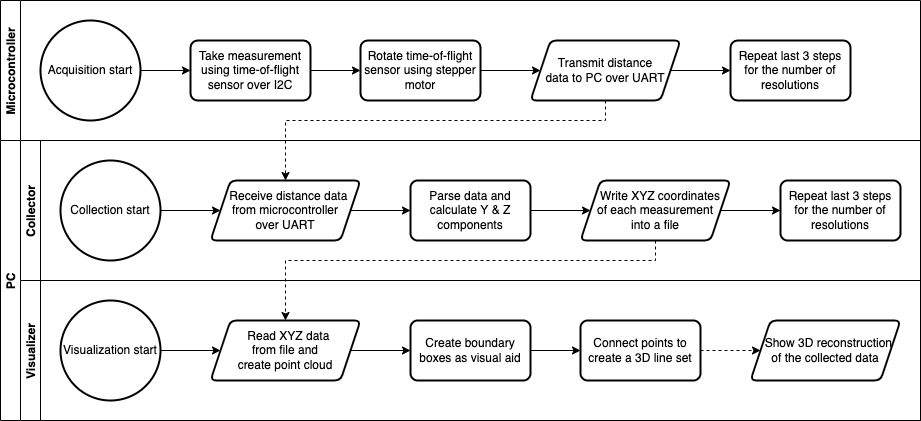 Microcontroller
Acquisition start
Take measurement
using time-of-flight
sensor over I2C
Rotate time-of-flight
sensor using stepper
motor
Transmit distance
data to PC over UART
Repeat last 3 steps
for the number of
resolutions
PC
Collector
Collection start
Receive distance data
from microcontroller
over UART
Parse data and
calculate Y & Z
components
Write XYZ coordinates
of each measurement
into a file
Repeat last 3 steps
for the number of
resolutions
Visualizer
Visualization start
Read XYZ data
from file and
create point cloud
Create boundary
boxes as visual aid
Connect points to
create a 3D line set
Show 3D reconstruction
of the collected data